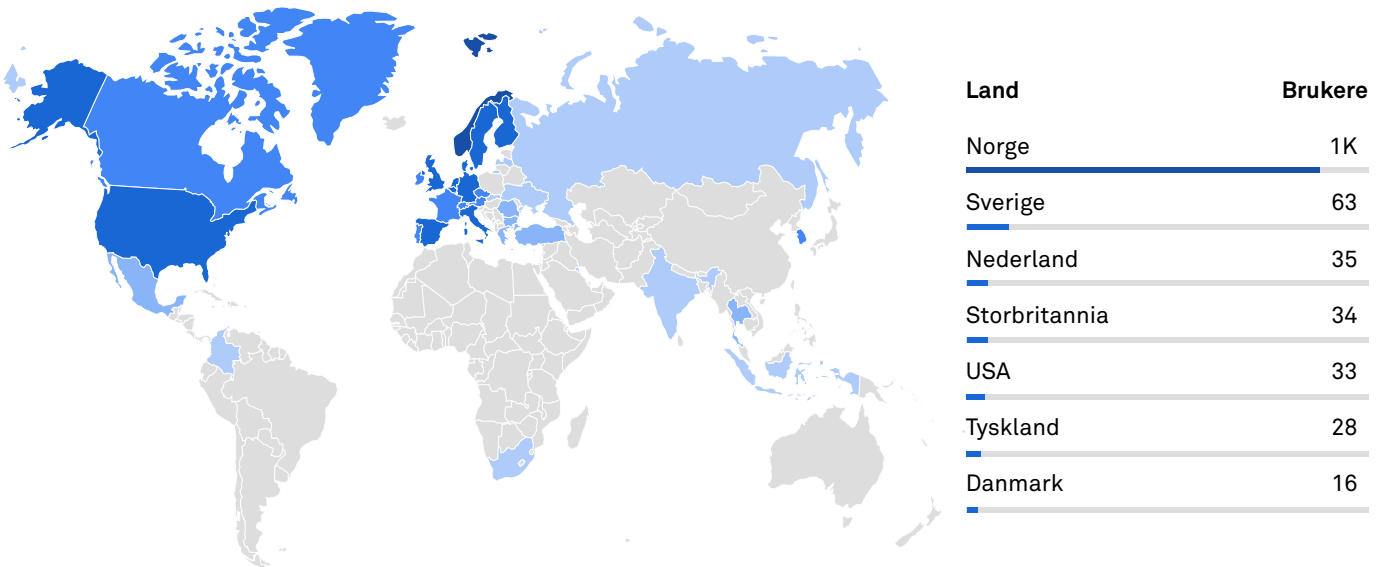 Land Brukere
Norge 1K
Sverige 63
Nederland 35
Storbritannia 34
USA 33
Tyskland 28
Danmark 16